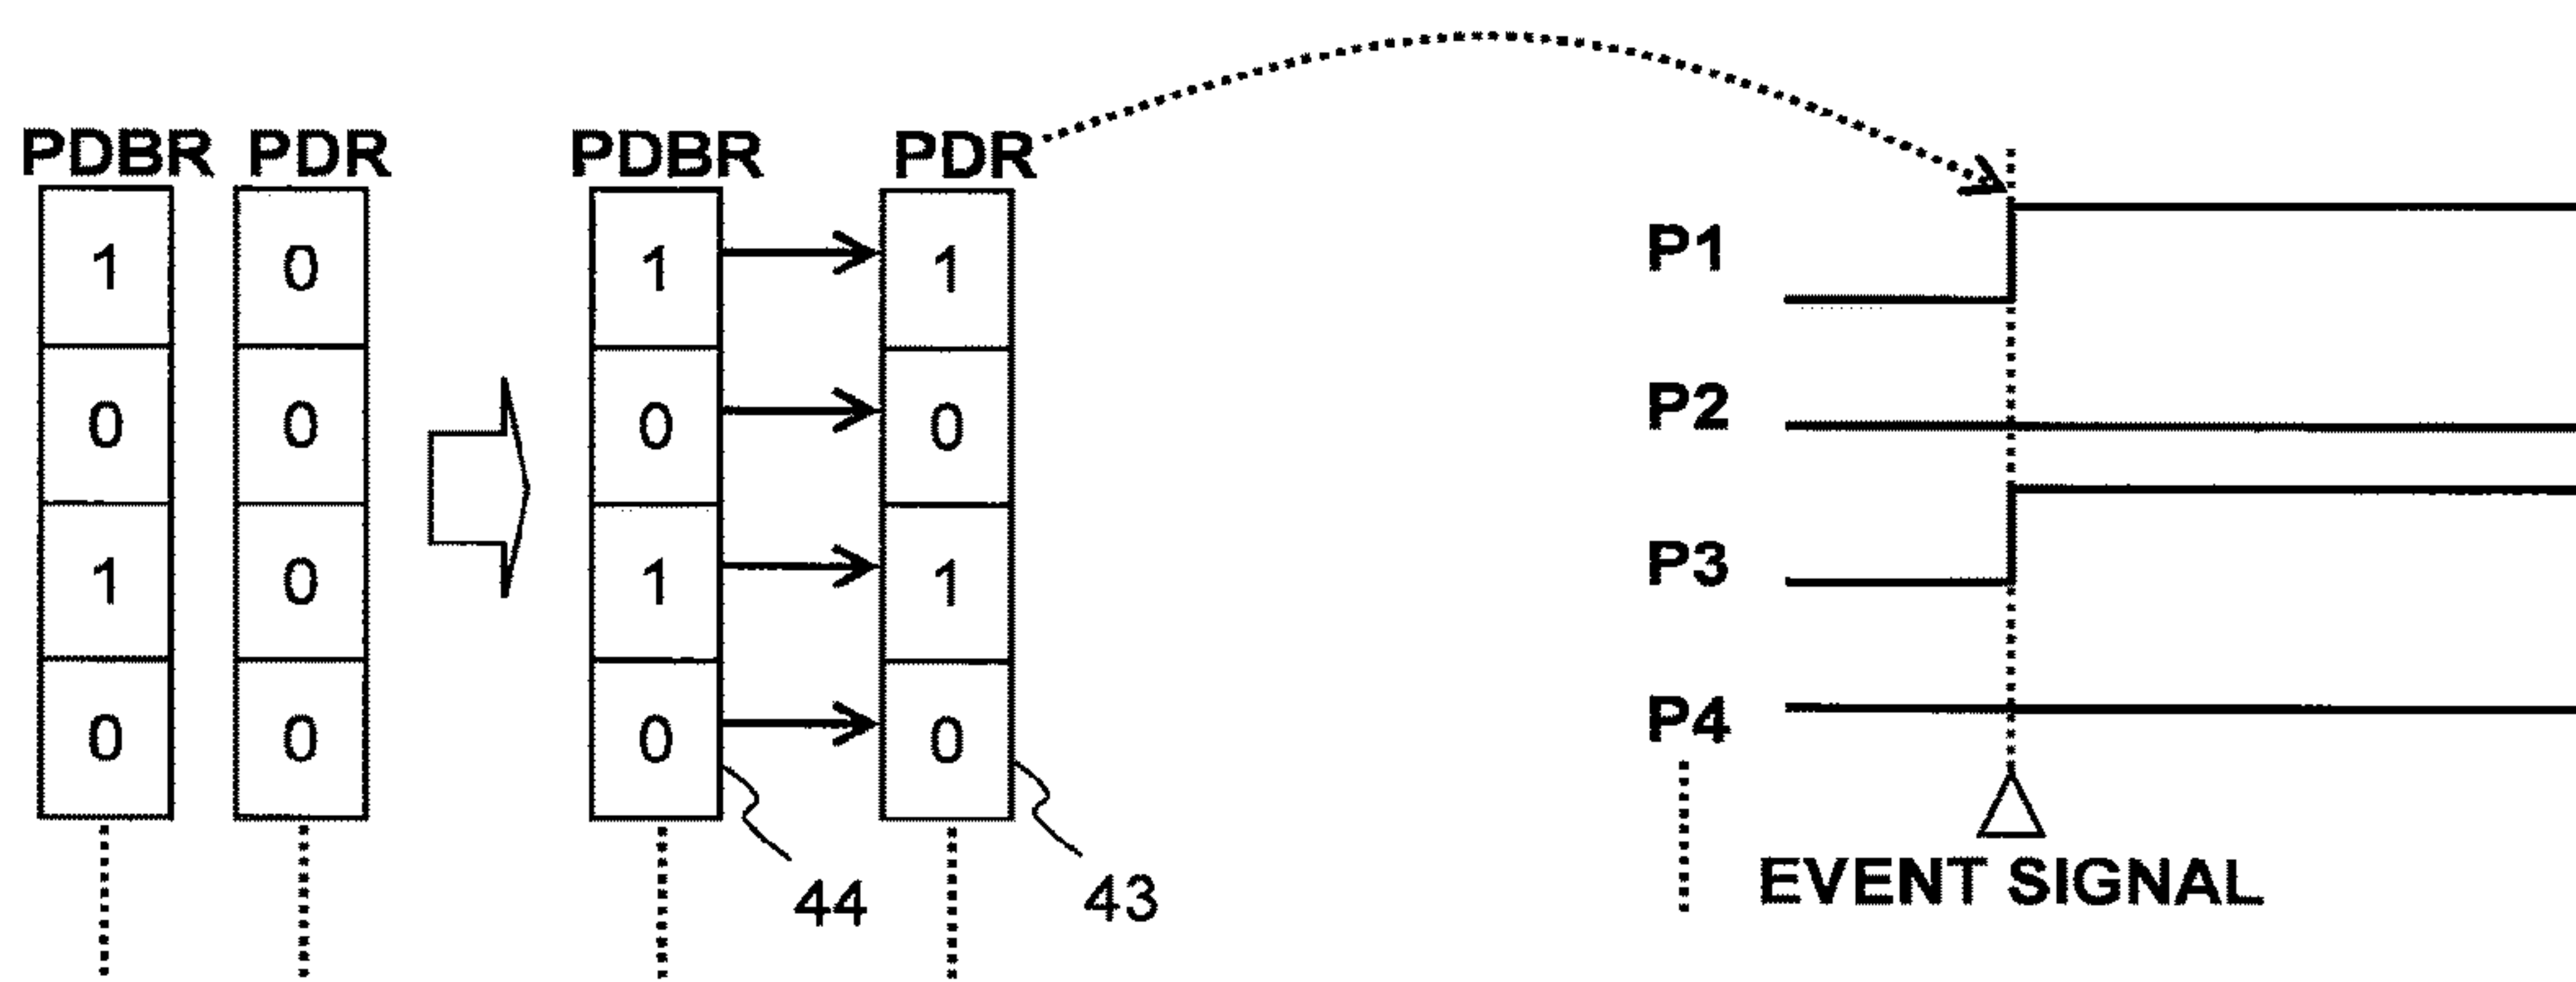 PDBR PDR PDBR PDR
1 0 1 1 P1
0 0 0 0 P2
1 0 1 1 P3
0 0 0 0 P4
44 43 EVENT SIGNAL